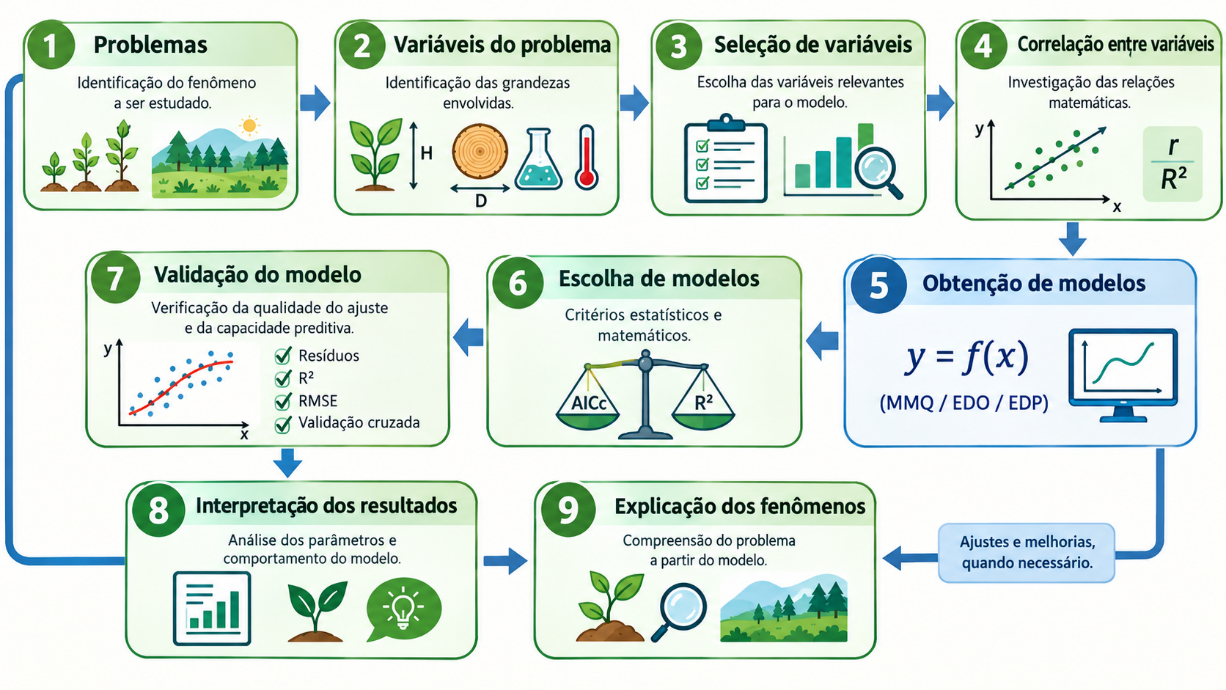 1 Problemas
Identificação do fenômeno
a ser estudado.
2 Variáveis do problema
Identificação das grandezas
envolvidas.
H
D
3 Seleção de variáveis
Escolha das variáveis relevantes
para o modelo.
4 Correlação entre variáveis
Investigação das relações
matemáticas.
y
x
r
R²
5 Obtenção de modelos
y = f(x)
(MMQ / EDO / EDP)
6 Escolha de modelos
Critérios estatísticos e
matemáticos.
AICc
R²
7 Validação do modelo
Verificação da qualidade do ajuste
e da capacidade preditiva.
y
x
Resíduos
R²
RMSE
Validação cruzada
8 Interpretação dos resultados
Análise dos parâmetros e
comportamento do modelo.
9 Explicação dos fenômenos
Compreensão do problema
a partir do modelo.
Ajustes e melhorias,
quando necessário.